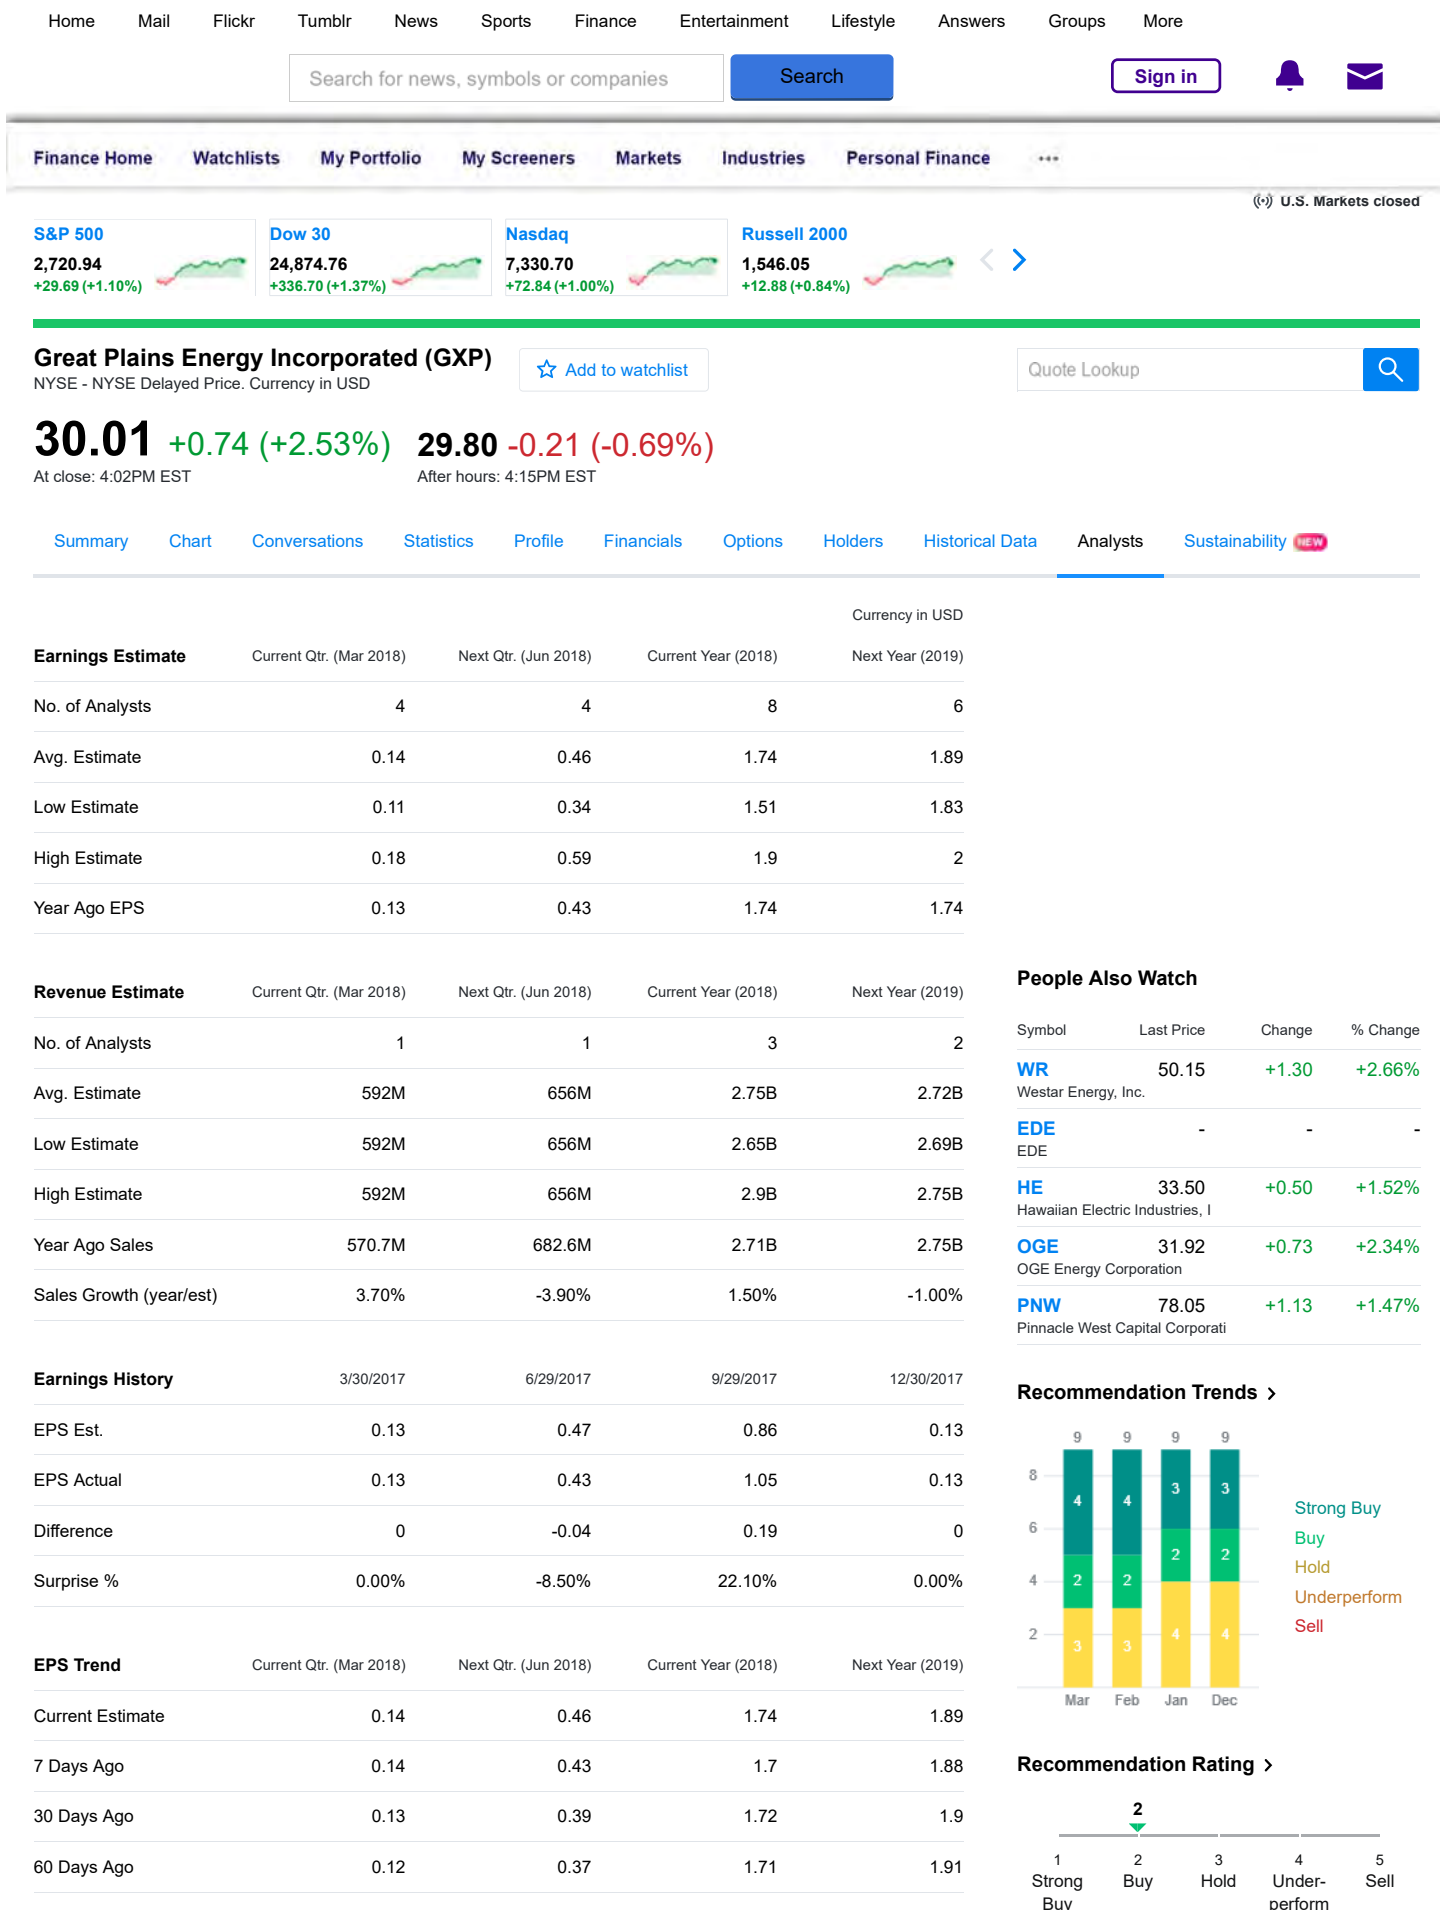 Home Mail Flickr Tumblr News Sports Finance Entertainment Lifestyle Answers Groups More
Search for news, symbols or companies Search Sign in
Finance Home Watchlists My Portfolio My Screeners Markets Industries Personal Finance •••
U.S. Markets closed
S&P 500 Dow 30 Nasdaq Russell 2000
2,720.94 24,874.76 7,330.70 1,546.05
+29.69 (+1.10%) +336.70 (+1.37%) +72.84 (+1.00%) +12.88 (+0.84%)
Great Plains Energy Incorporated (GXP) Add to watchlist Quote Lookup
NYSE - NYSE Delayed Price. Currency in USD
30.01 +0.74 (+2.53%) 29.80 -0.21 (-0.69%)
At close: 4:02PM EST After hours: 4:15PM EST
Summary Chart Conversations Statistics Profile Financials Options Holders Historical Data Analysts Sustainability NEW
Currency in USD
Earnings Estimate Current Qtr. (Mar 2018) Next Qtr. (Jun 2018) Current Year (2018) Next Year (2019)
No. of Analysts 4 4 8 6
Avg. Estimate 0.14 0.46 1.74 1.89
Low Estimate 0.11 0.34 1.51 1.83
High Estimate 0.18 0.59 1.9 2
Year Ago EPS 0.13 0.43 1.74 1.74
Revenue Estimate Current Qtr. (Mar 2018) Next Qtr. (Jun 2018) Current Year (2018) Next Year (2019)
No. of Analysts 1 1 3 2
Avg. Estimate 592M 656M 2.75B 2.72B
Low Estimate 592M 656M 2.65B 2.69B
High Estimate 592M 656M 2.9B 2.75B
Year Ago Sales 570.7M 682.6M 2.71B 2.75B
Sales Growth (year/est) 3.70% -3.90% 1.50% -1.00%
Earnings History 3/30/2017 6/29/2017 9/29/2017 12/30/2017
EPS Est. 0.13 0.47 0.86 0.13
EPS Actual 0.13 0.43 1.05 0.13
Difference 0 -0.04 0.19 0
Surprise % 0.00% -8.50% 22.10% 0.00%
EPS Trend Current Qtr. (Mar 2018) Next Qtr. (Jun 2018) Current Year (2018) Next Year (2019)
Current Estimate 0.14 0.46 1.74 1.89
7 Days Ago 0.14 0.43 1.7 1.88
30 Days Ago 0.13 0.39 1.72 1.9
60 Days Ago 0.12 0.37 1.71 1.91
People Also Watch
Symbol Last Price Change % Change
WR 50.15 +1.30 +2.66%
Westar Energy, Inc.
EDE - - -
EDE
HE 33.50 +0.50 +1.52%
Hawaiian Electric Industries, I
OGE 31.92 +0.73 +2.34%
OGE Energy Corporation
PNW 78.05 +1.13 +1.47%
Pinnacle West Capital Corporati
Recommendation Trends
9 9 9 9
8
4 4 3 3
6
2 2
4 2 2
2
3 3 4 4
Mar Feb Jan Dec
Strong Buy
Buy
Hold
Underperform
Sell
Recommendation Rating
2
1 2 3 4 5
Strong Buy Hold Under- Sell
Buy perform